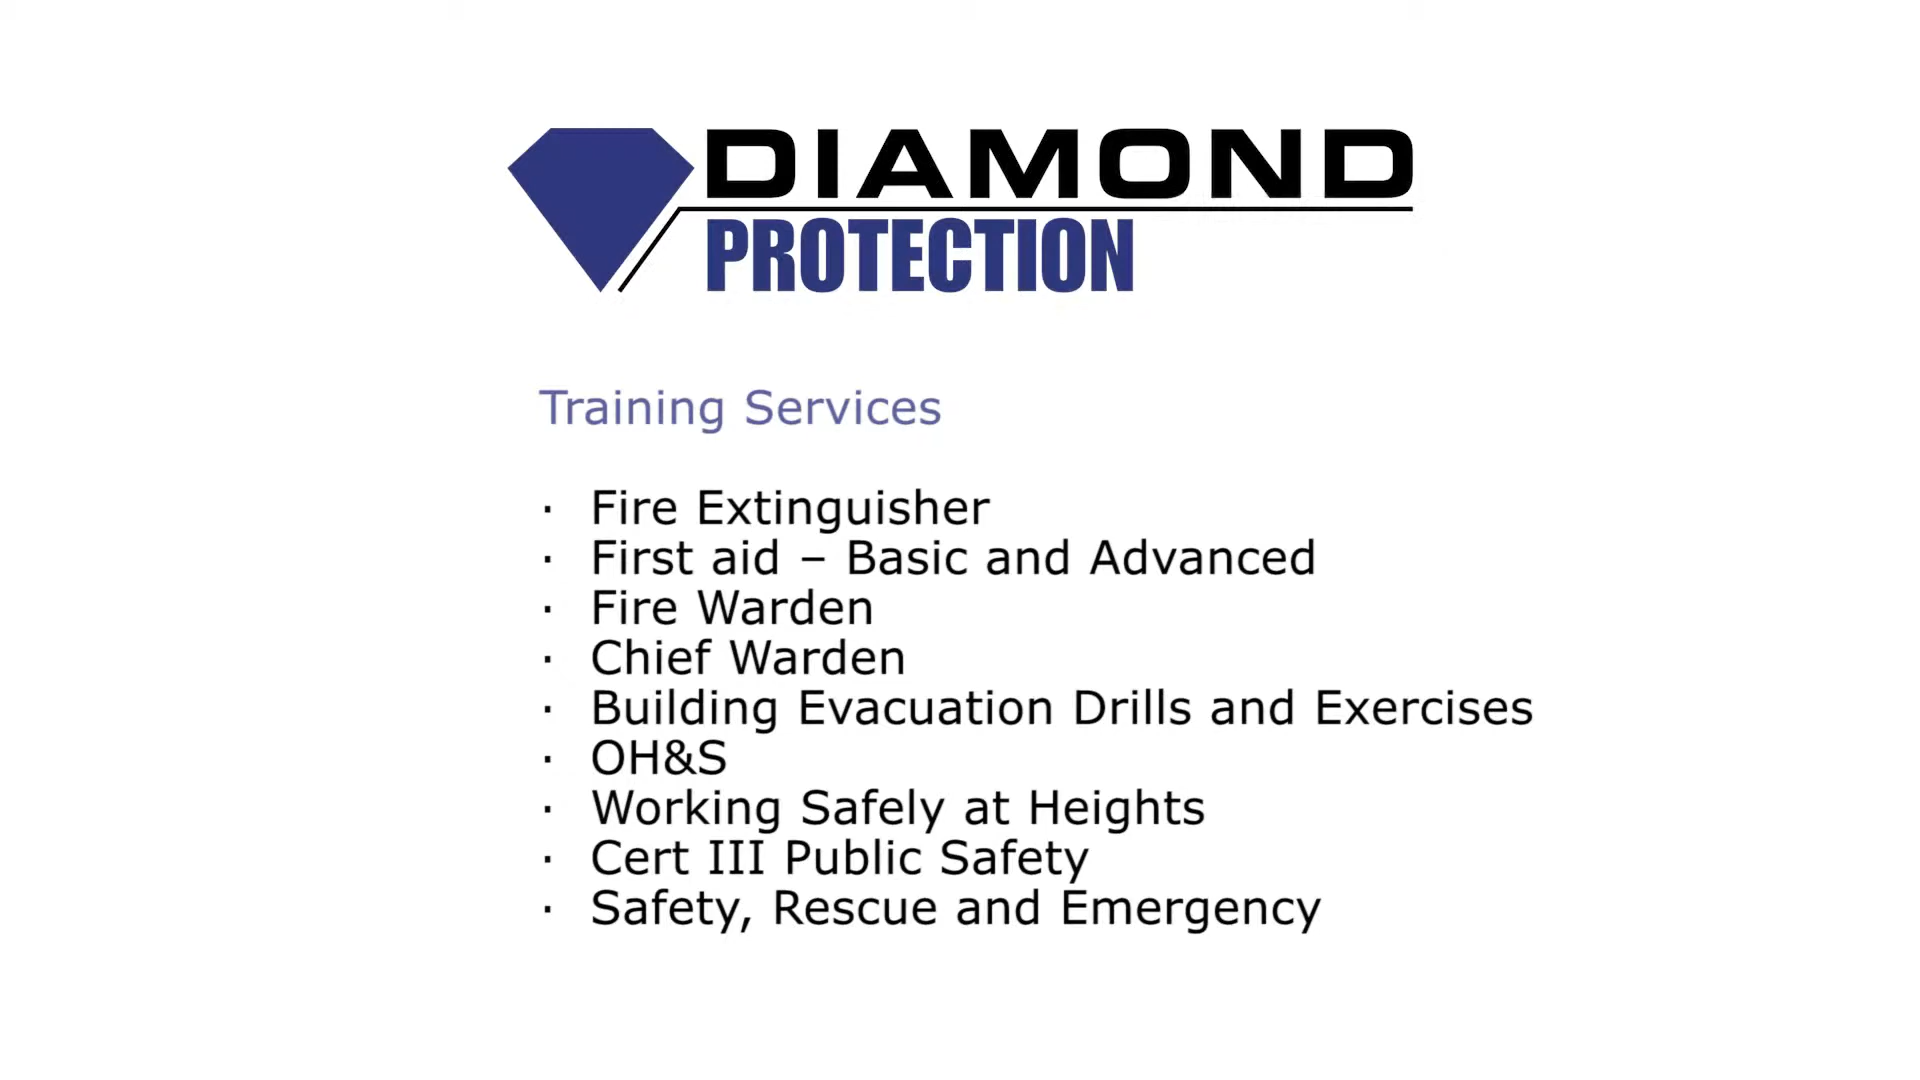 DIAMOND
PROTECTION
Training Services
· Fire Extinguisher
· First aid – Basic and Advanced
· Fire Warden
· Chief Warden
· Building Evacuation Drills and Exercises
· OH&S
· Working Safely at Heights
· Cert III Public Safety
· Safety, Rescue and Emergency